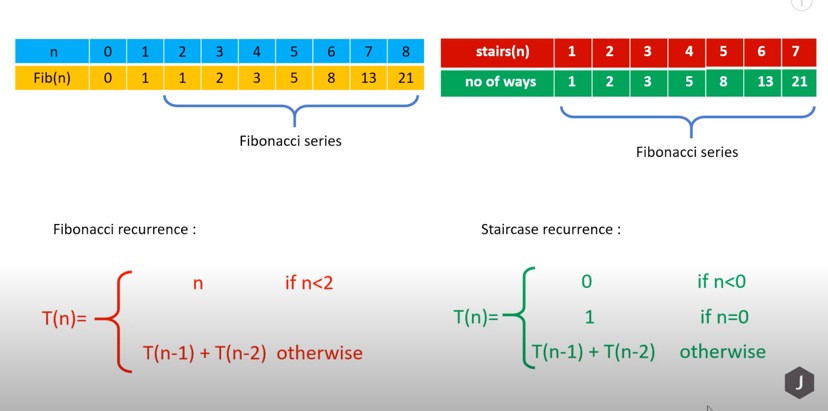 n 0 1 2 3 4 5 6 7 8
Fib(n) 0 1 1 2 3 5 8 13 21
Fibonacci series
stairs(n) 1 2 3 4 5 6 7
no of ways 1 2 3 5 8 13 21
Fibonacci series
Fibonacci recurrence :
T(n)=
n if n<2
T(n-1) + T(n-2) otherwise
Staircase recurrence :
T(n)=
0 if n<0
1 if n=0
T(n-1) + T(n-2) otherwise
J